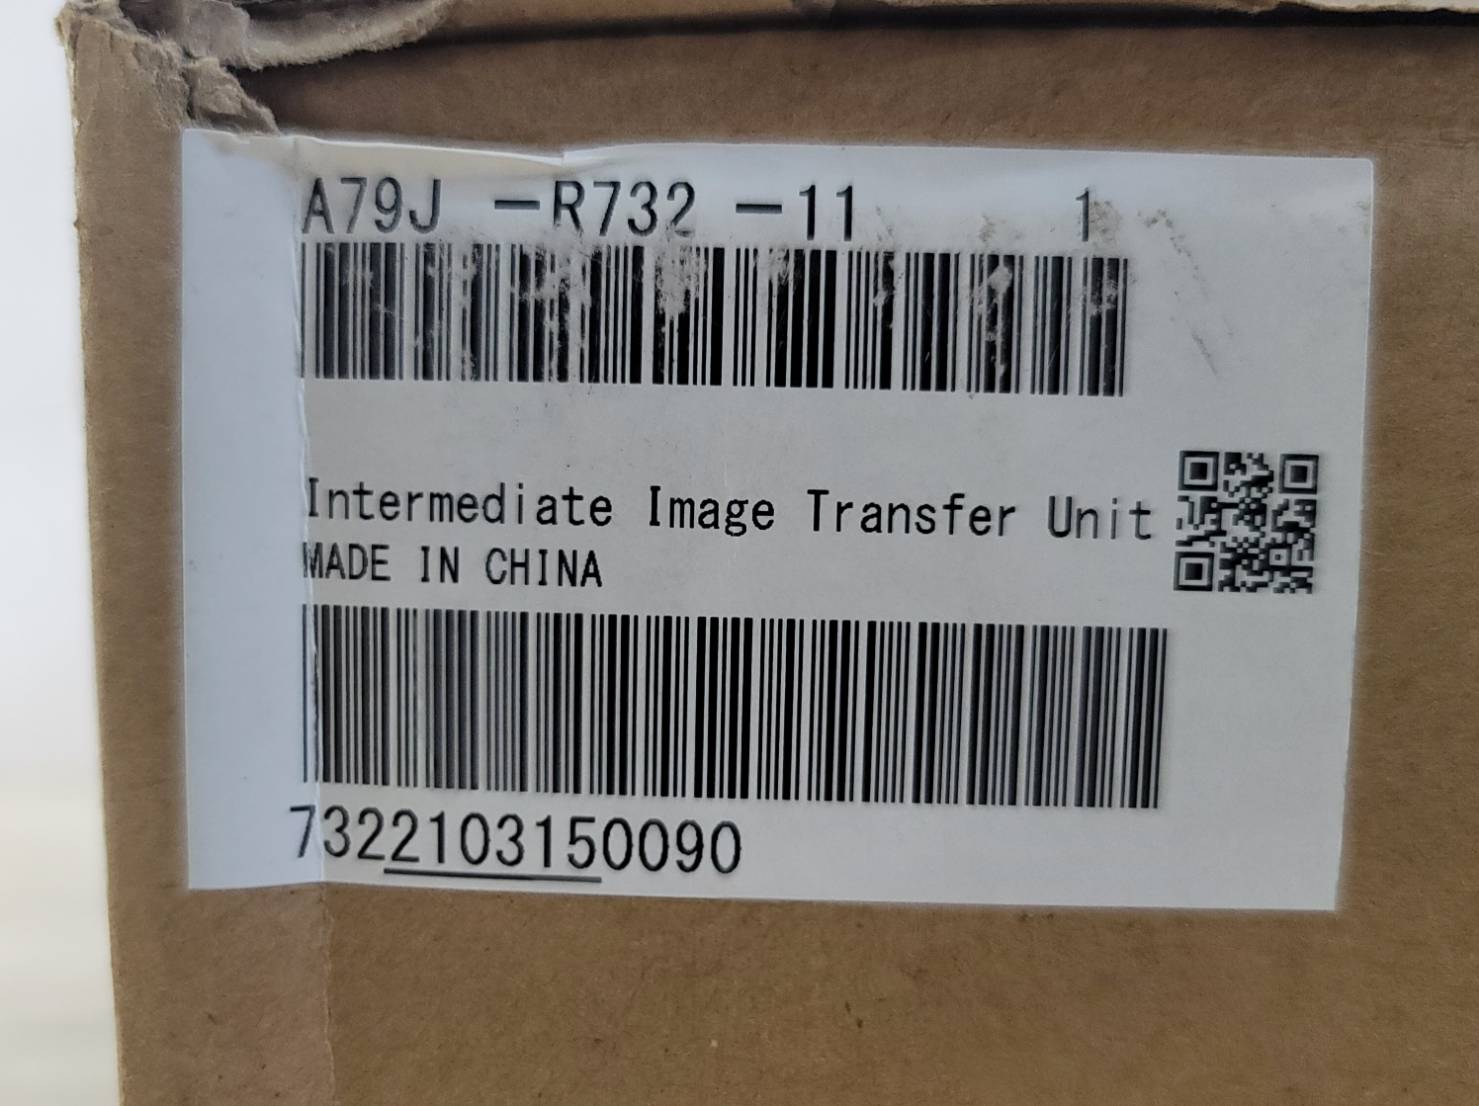 A79J -R732 -11 1
Intermediate Image Transfer Unit
MADE IN CHINA
7322103150090